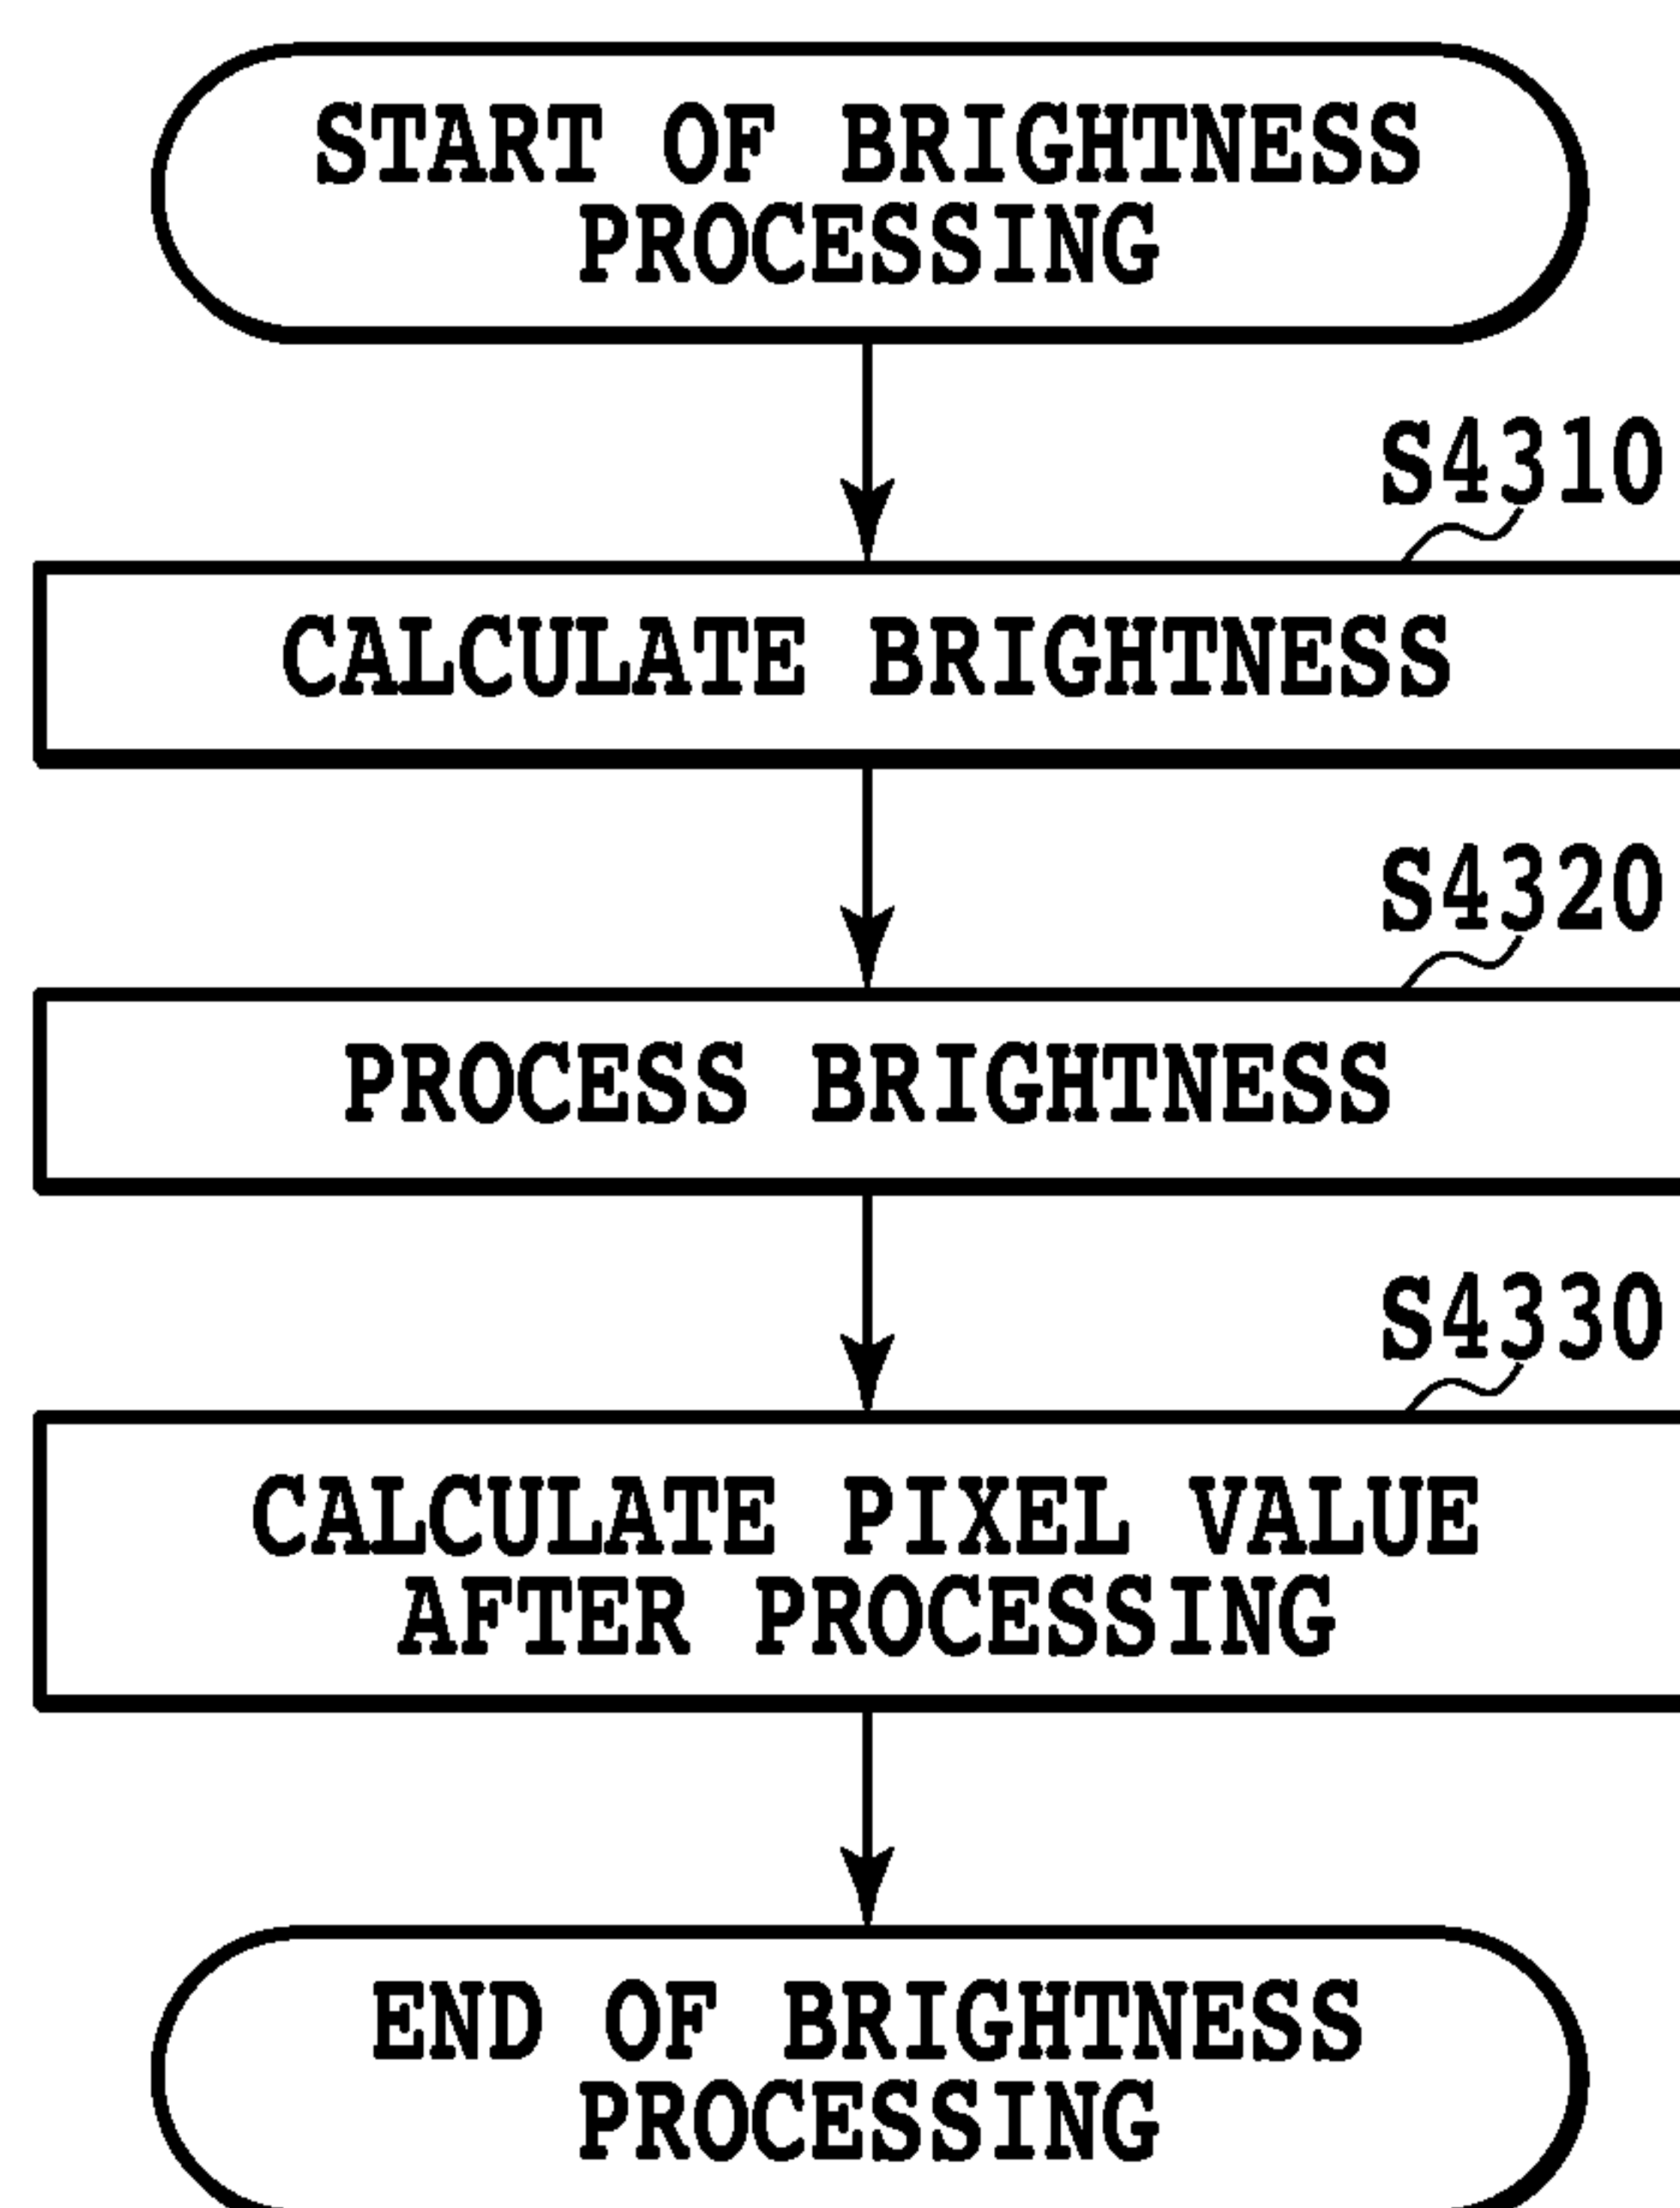 START OF BRIGHTNESS
PROCESSING
S4310
CALCULATE BRIGHTNESS
S4320
PROCESS BRIGHTNESS
S4330
CALCULATE PIXEL VALUE
AFTER PROCESSING
END OF BRIGHTNESS
PROCESSING